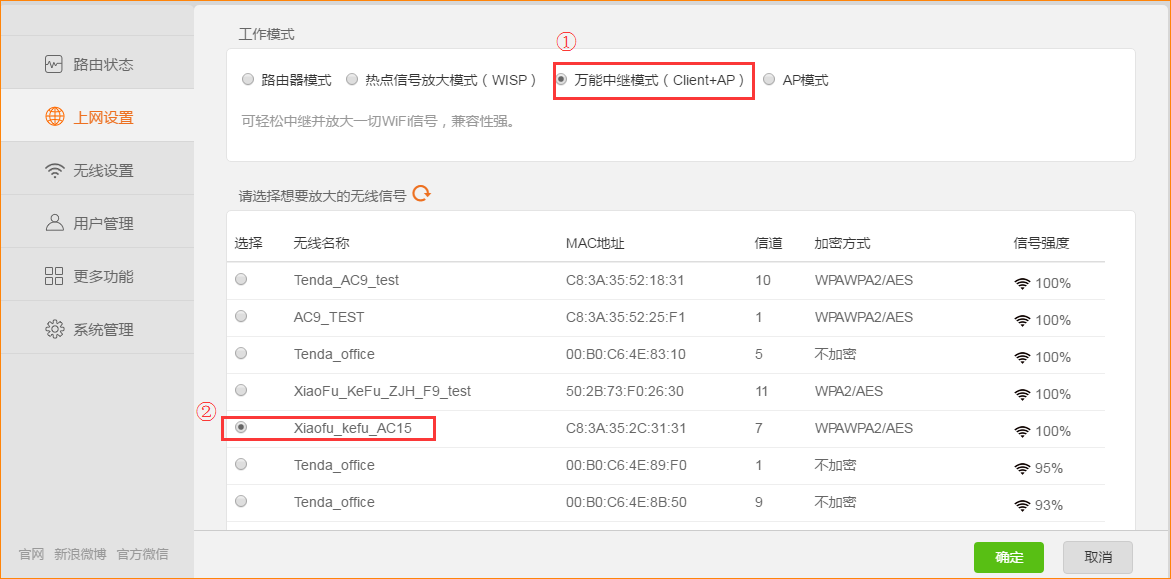 工作模式
①
路由器模式 热点信号放大模式（WISP） 万能中继模式（Client+AP） AP模式
可轻松中继并放大一切WiFi信号，兼容性强。
路由状态
上网设置
无线设置
用户管理
更多功能
系统管理
请选择想要放大的无线信号
选择 无线名称 MAC地址 信道 加密方式 信号强度
Tenda_AC9_test C8:3A:35:52:18:31 10 WPAWPA2/AES 100%
AC9_TEST C8:3A:35:52:25:F1 1 WPAWPA2/AES 100%
Tenda_office 00:B0:C6:4E:83:10 5 不加密 100%
XiaoFu_KeFu_ZJH_F9_test 50:2B:73:F0:26:30 11 WPA2/AES 100%
②
Xiaofu_kefu_AC15 C8:3A:35:2C:31:31 7 WPAWPA2/AES 100%
Tenda_office 00:B0:C6:4E:89:F0 1 不加密 95%
Tenda_office 00:B0:C6:4E:8B:50 9 不加密 93%
官网 新浪微博 官方微信
确定 取消